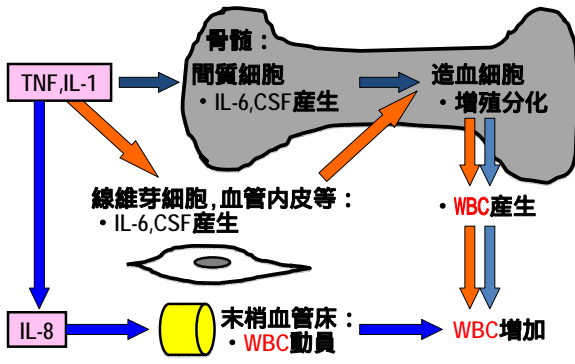 骨髄：
TNF,IL-1
間質細胞
・IL-6,CSF産生
造血細胞
・増殖分化
線維芽細胞,血管内皮等：
・IL-6,CSF産生
・WBC産生
IL-8
末梢血管床：
・WBC動員
WBC増加